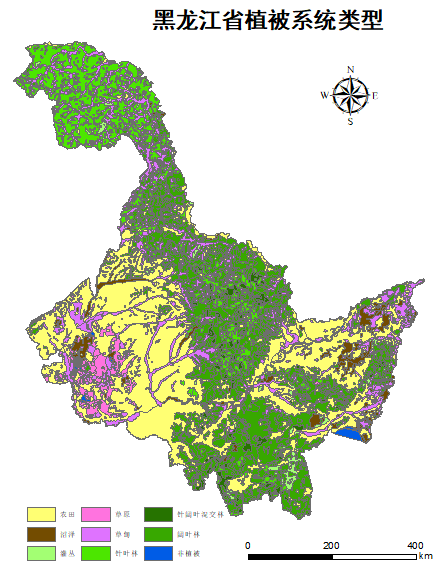 黑龙江省植被系统类型
N
W E
S
农田 草原 针阔叶混交林
沼泽 草甸 阔叶林
灌丛 针叶林 非植被
0 200 400
km